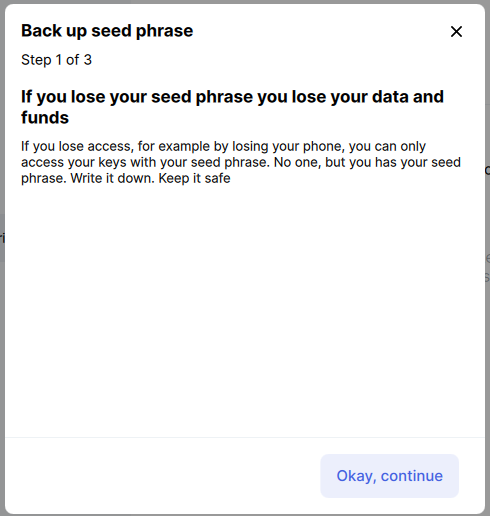 Back up seed phrase
Step 1 of 3
If you lose your seed phrase you lose your data and
funds
If you lose access, for example by losing your phone, you can only
access your keys with your seed phrase. No one, but you has your seed
phrase. Write it down. Keep it safe
Okay, continue